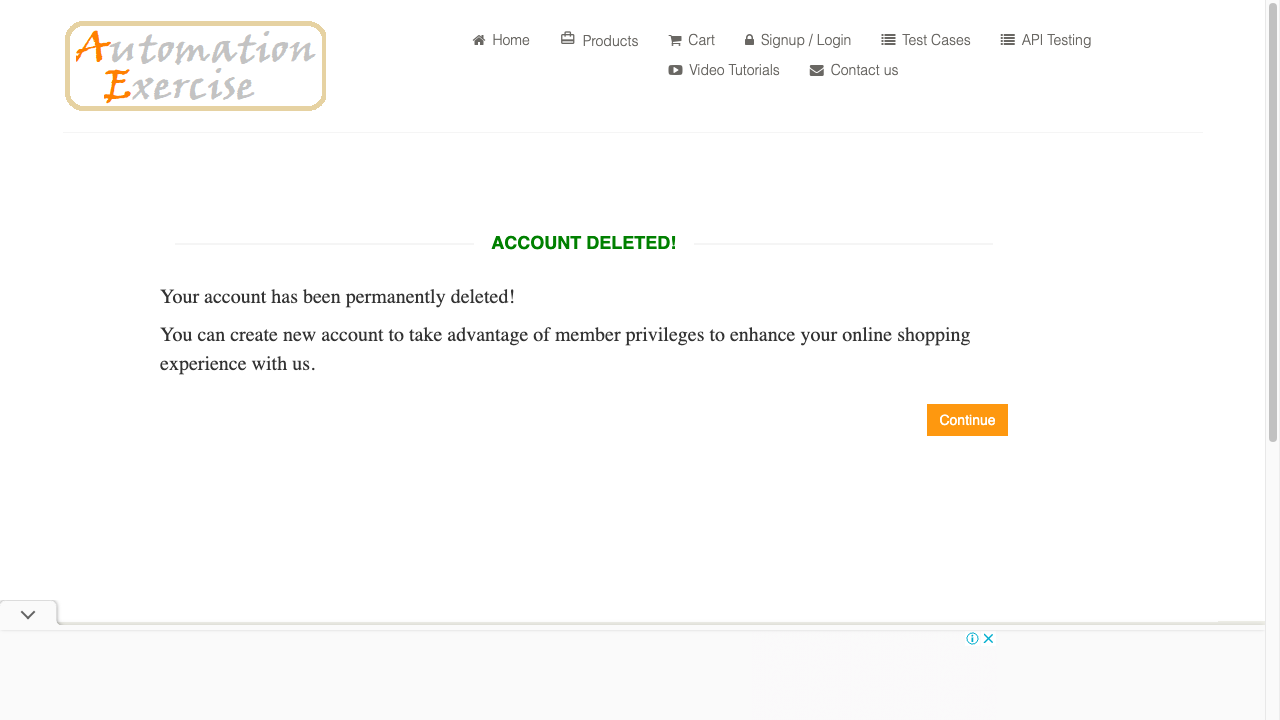 Automation
Exercise
Home Products Cart Signup / Login Test Cases API Testing
Video Tutorials Contact us
ACCOUNT DELETED!
Your account has been permanently deleted!
You can create new account to take advantage of member privileges to enhance your online shopping
experience with us.
Continue